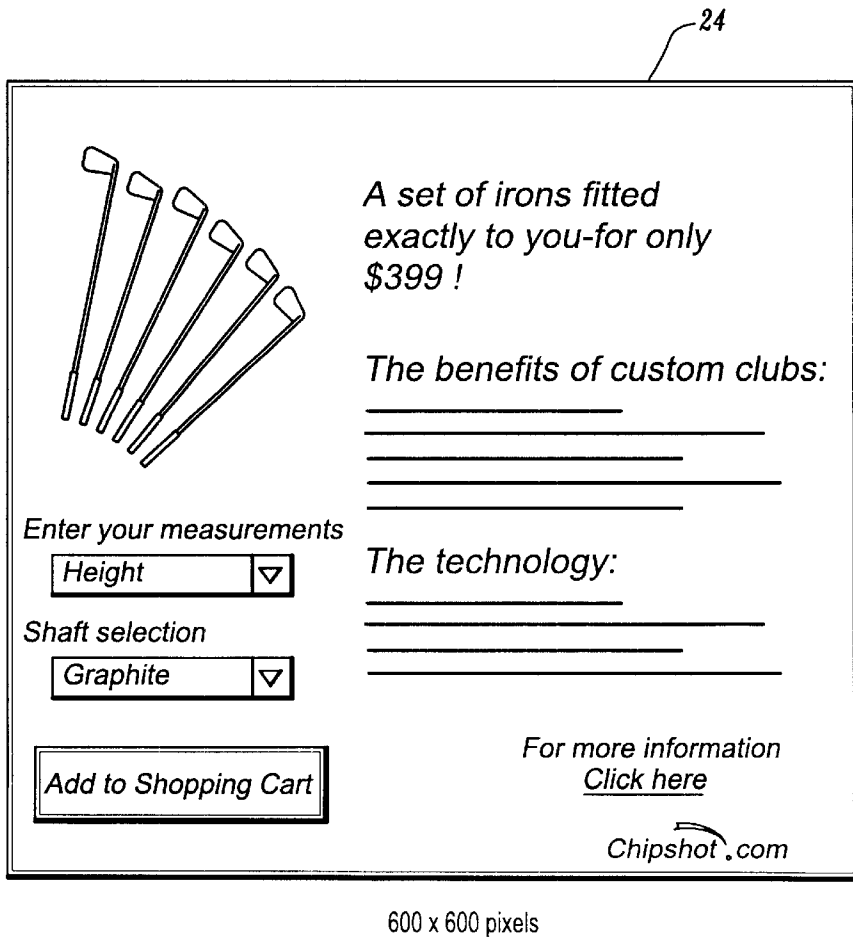 24
A set of irons fitted
exactly to you-for only
$399 !
The benefits of custom clubs:
Enter your measurements
Height
The technology:
Shaft selection
Graphite
Add to Shopping Cart
For more information
Click here
Chipshot.com
600 x 600 pixels